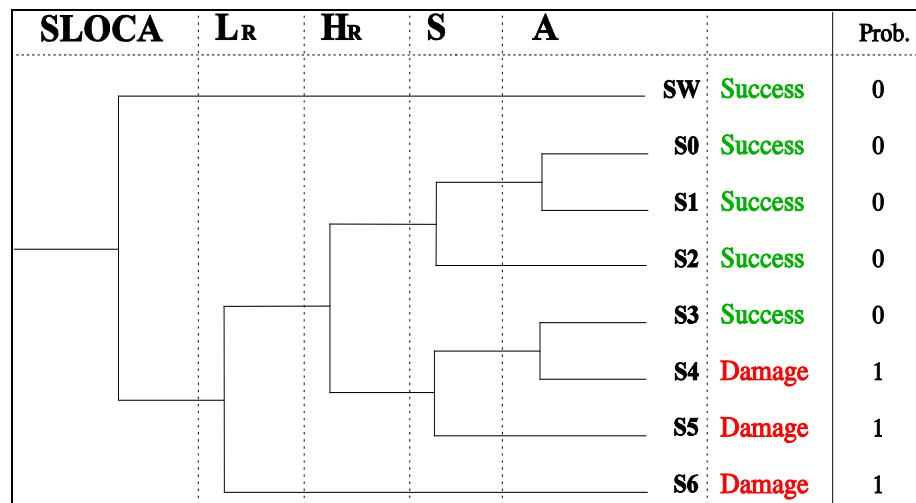 SLOCA LR HR S A Prob.
SW Success 0
S0 Success 0
S1 Success 0
S2 Success 0
S3 Success 0
S4 Damage 1
S5 Damage 1
S6 Damage 1